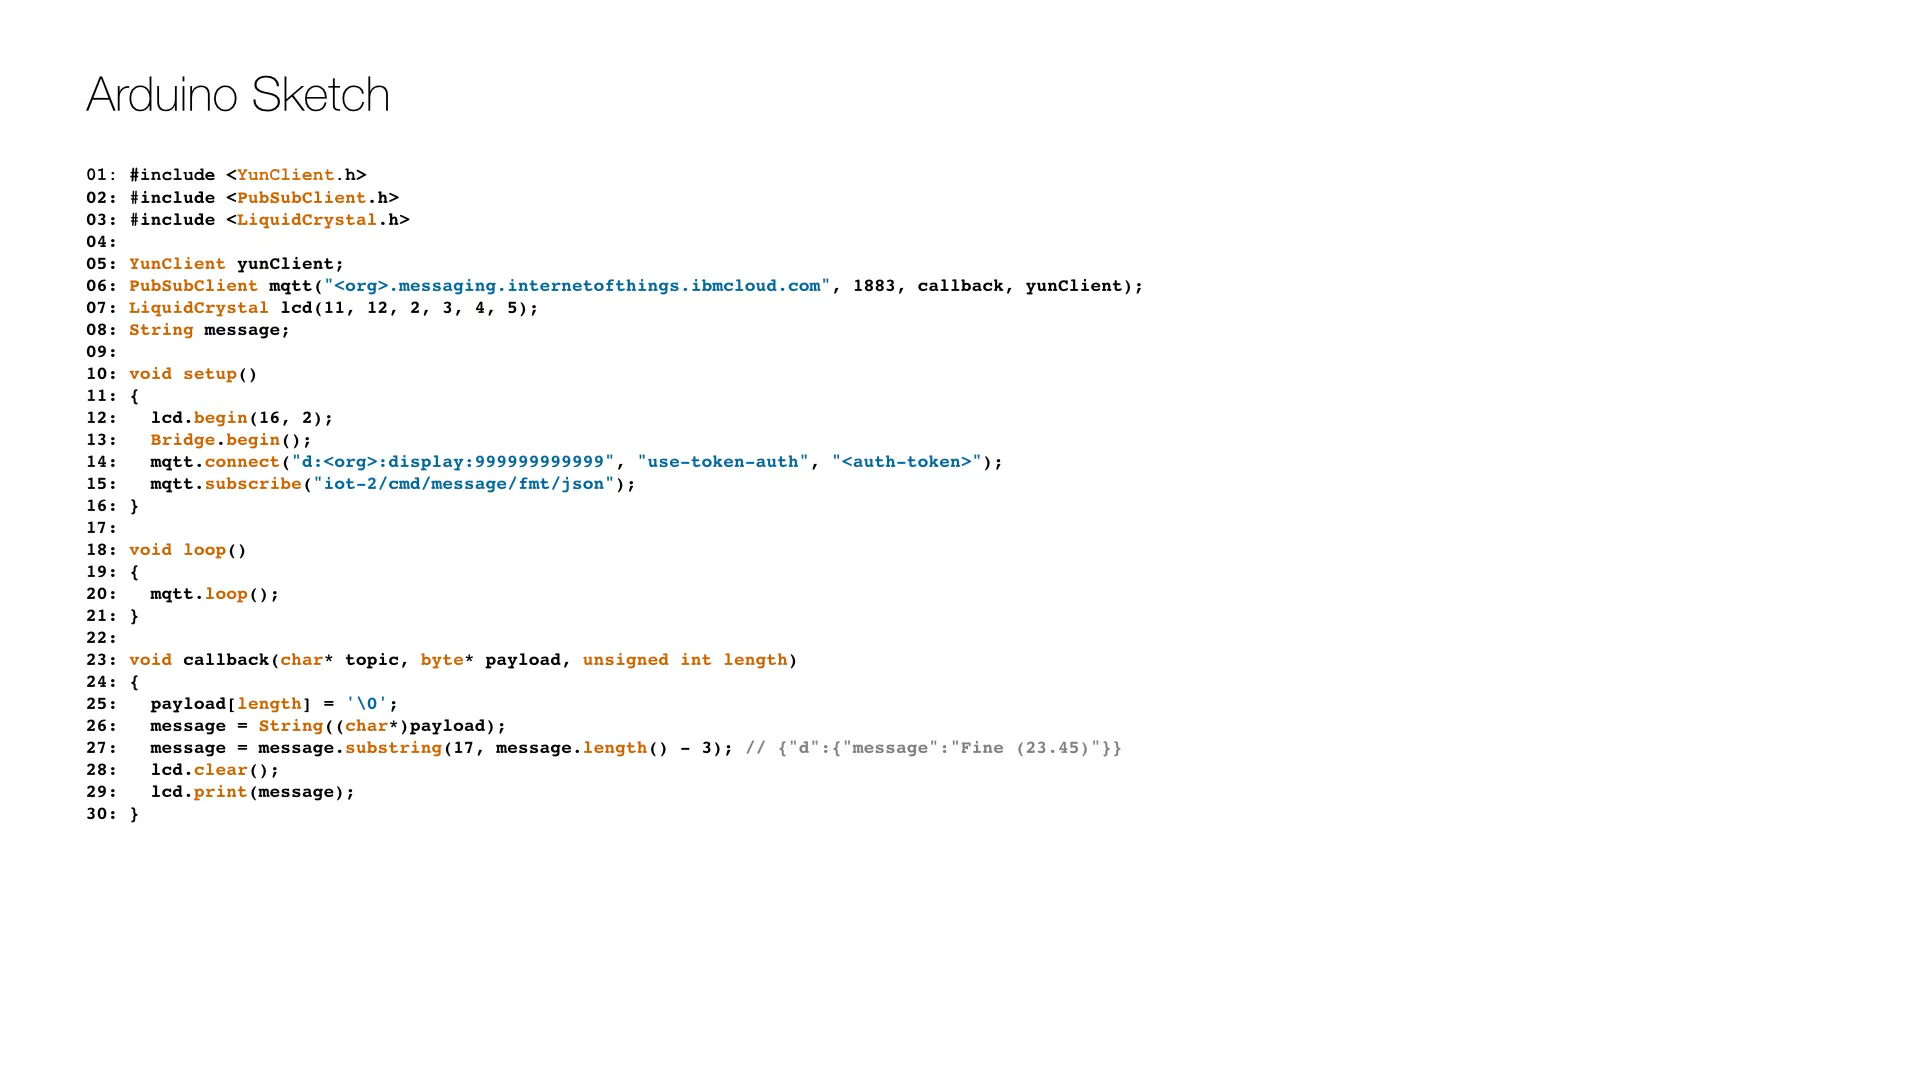 Arduino Sketch
01: #include <YunClient.h>
02: #include <PubSubClient.h>
03: #include <LiquidCrystal.h>
04:
05: YunClient yunClient;
06: PubSubClient mqtt("<org>.messaging.internetofthings.ibmcloud.com", 1883, callback, yunClient);
07: LiquidCrystal lcd(11, 12, 2, 3, 4, 5);
08: String message;
09:
10: void setup()
11: {
12:   lcd.begin(16, 2);
13:   Bridge.begin();
14:   mqtt.connect("d:<org>:display:999999999999", "use-token-auth", "<auth-token>");
15:   mqtt.subscribe("iot-2/cmd/message/fmt/json");
16: }
17:
18: void loop()
19: {
20:   mqtt.loop();
21: }
22:
23: void callback(char* topic, byte* payload, unsigned int length)
24: {
25:   payload[length] = '\0';
26:   message = String((char*)payload);
27:   message = message.substring(17, message.length() - 3); // {"d":{"message":"Fine (23.45)"}}
28:   lcd.clear();
29:   lcd.print(message);
30: }